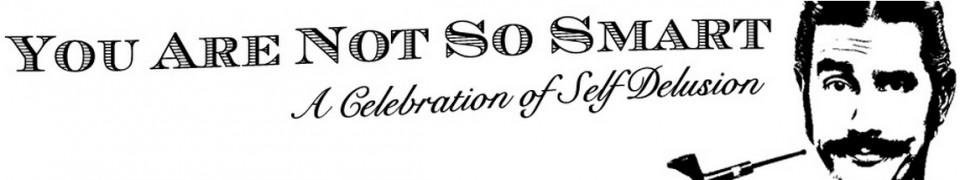 You Are Not So Smart
A Celebration of Self Delusion